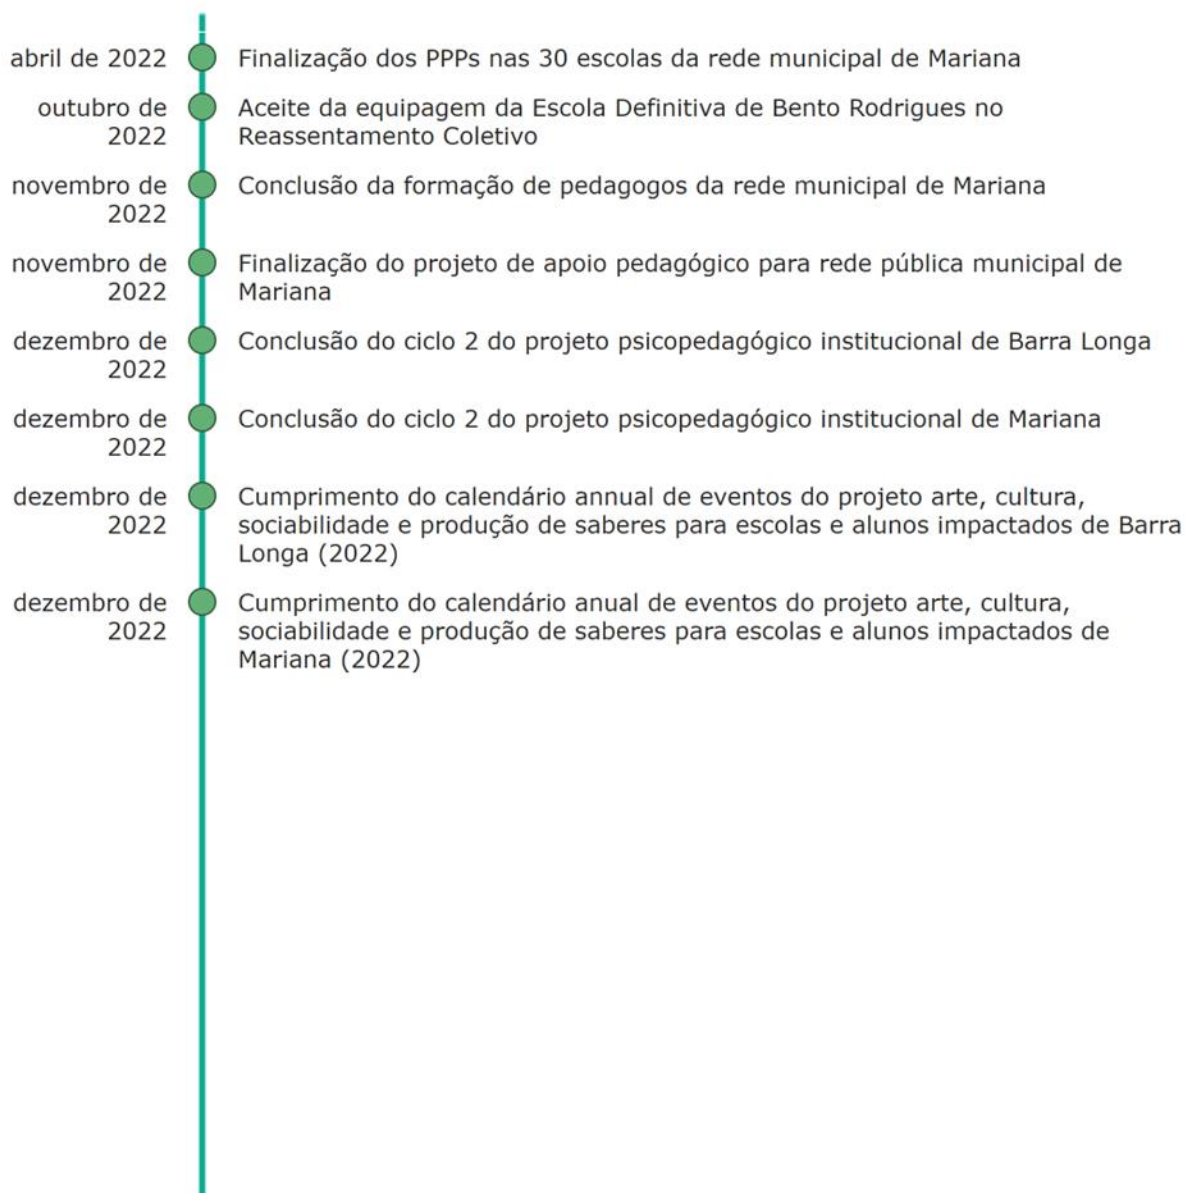 abril de 2022
Finalização dos PPPs nas 30 escolas da rede municipal de Mariana
outubro de
2022
Aceite da equipagem da Escola Definitiva de Bento Rodrigues no
Reassentamento Coletivo
novembro de
2022
Conclusão da formação de pedagogos da rede municipal de Mariana
novembro de
2022
Finalização do projeto de apoio pedagógico para rede pública municipal de
Mariana
dezembro de
2022
Conclusão do ciclo 2 do projeto psicopedagógico institucional de Barra Longa
dezembro de
2022
Conclusão do ciclo 2 do projeto psicopedagógico institucional de Mariana
dezembro de
2022
Cumprimento do calendário annual de eventos do projeto arte, cultura,
sociabilidade e produção de saberes para escolas e alunos impactados de Barra
Longa (2022)
dezembro de
2022
Cumprimento do calendário anual de eventos do projeto arte, cultura,
sociabilidade e produção de saberes para escolas e alunos impactados de
Mariana (2022)